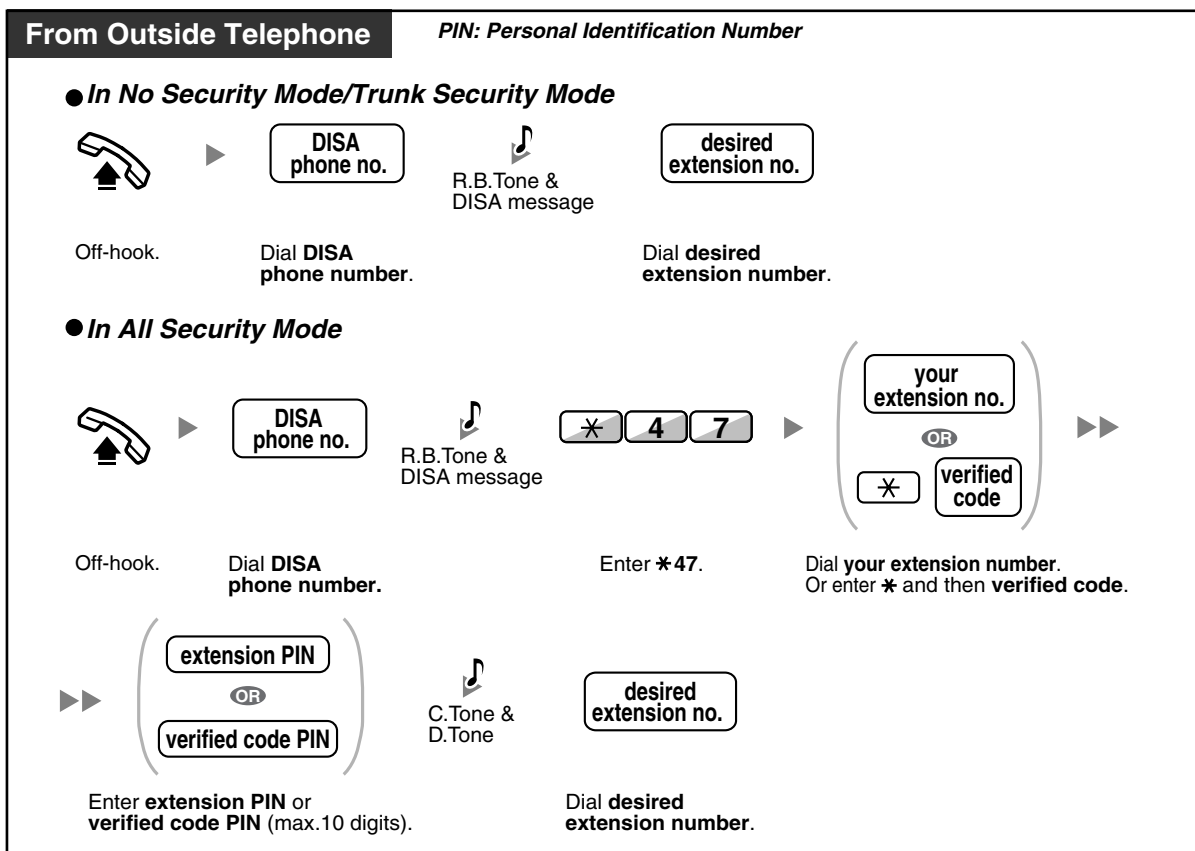 From Outside Telephone
PIN: Personal Identification Number
● In No Security Mode/Trunk Security Mode
DISA
phone no.
R.B.Tone &
DISA message
desired
extension no.
Off-hook.
Dial DISA
phone number.
Dial desired
extension number.
● In All Security Mode
DISA
phone no.
R.B.Tone &
DISA message
* 4 7
your
extension no.
OR
* verified
code
Off-hook.
Dial DISA
phone number.
Enter *47.
Dial your extension number.
Or enter * and then verified code.
extension PIN
OR
verified code PIN
C.Tone &
D.Tone
desired
extension no.
Enter extension PIN or
verified code PIN (max.10 digits).
Dial desired
extension number.